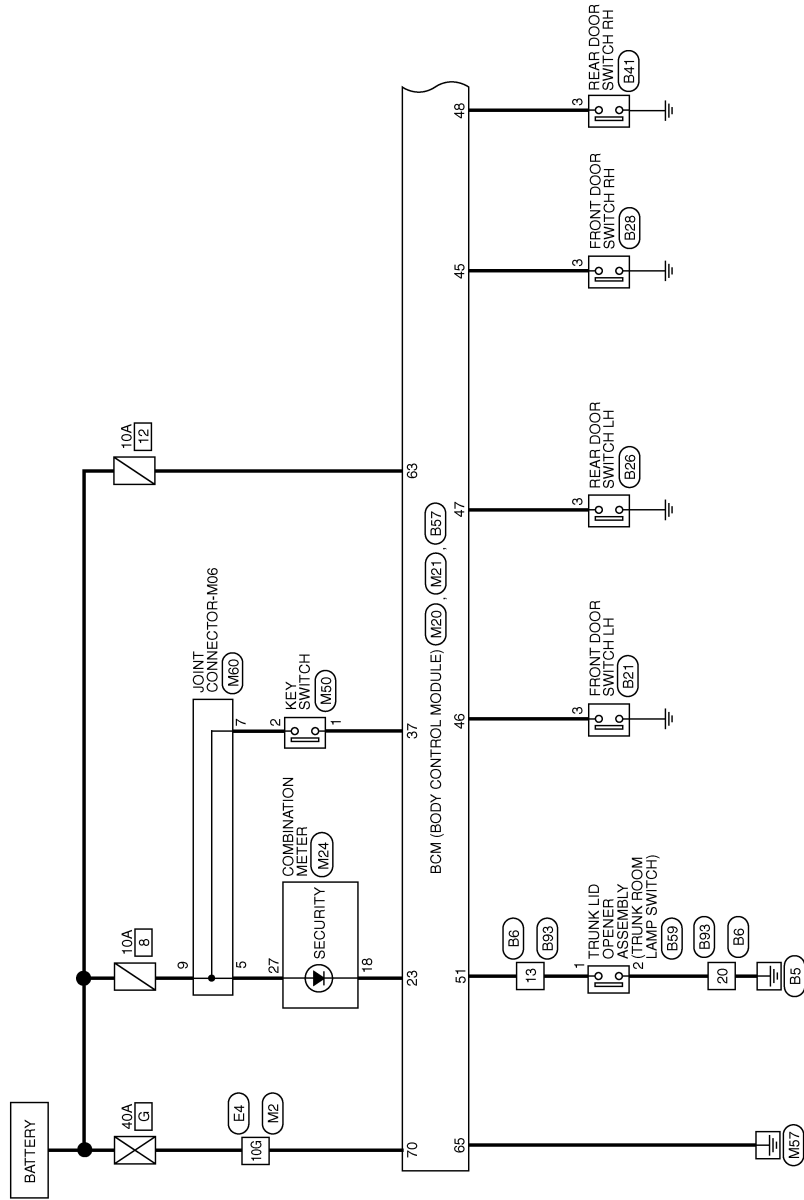 BATTERY
40A
G
10A
8
10A
12
E4
M2
10G
9
5
7
JOINT
CONNECTOR-M06
M60
27
SECURITY
18
COMBINATION
METER
M24
2
1
KEY
SWITCH
M50
70
23
37
63
BCM (BODY CONTROL MODULE) M20 , M21 , B57
65
51
46
47
45
48
13
B6
B93
1
TRUNK LID
OPENER
ASSEMBLY
2 (TRUNK ROOM
LAMP SWITCH)
B59
20
B93
B6
B5
M57
3
FRONT DOOR
SWITCH LH
B21
3
REAR DOOR
SWITCH LH
B26
3
FRONT DOOR
SWITCH RH
B28
3
REAR DOOR
SWITCH RH
B41